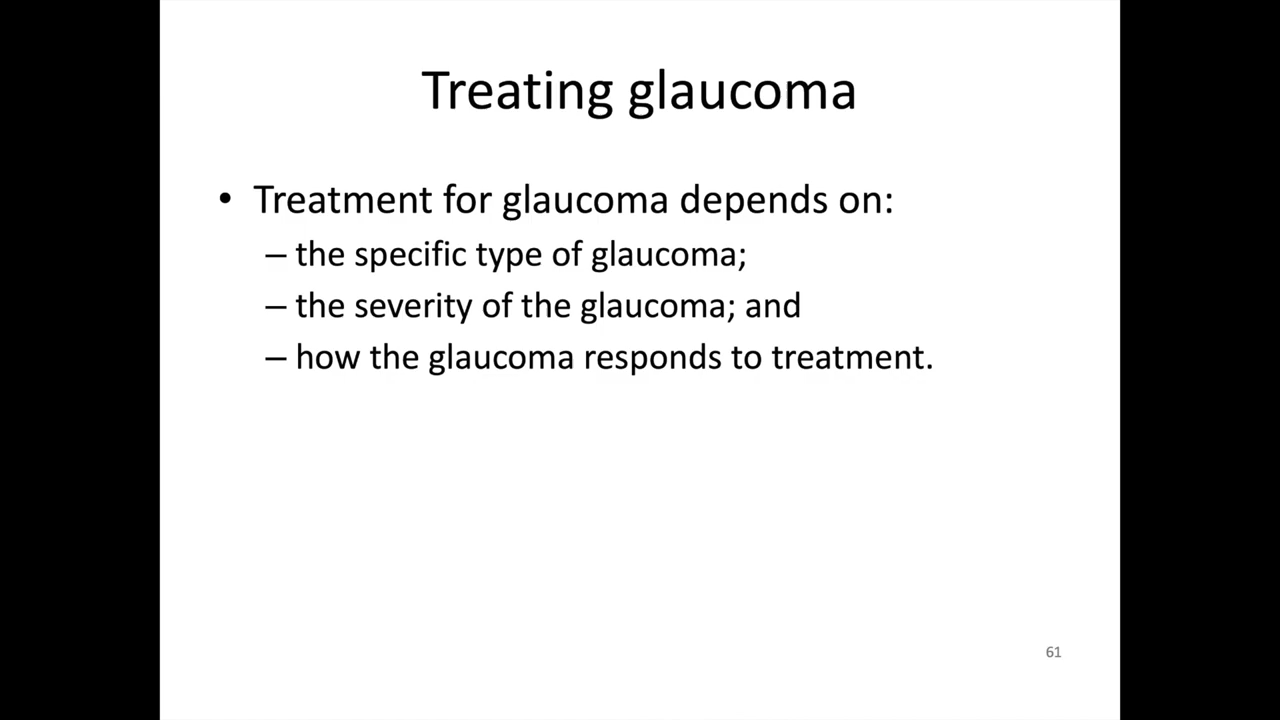 Treating glaucoma
• Treatment for glaucoma depends on:
– the specific type of glaucoma;
– the severity of the glaucoma; and
– how the glaucoma responds to treatment.
61